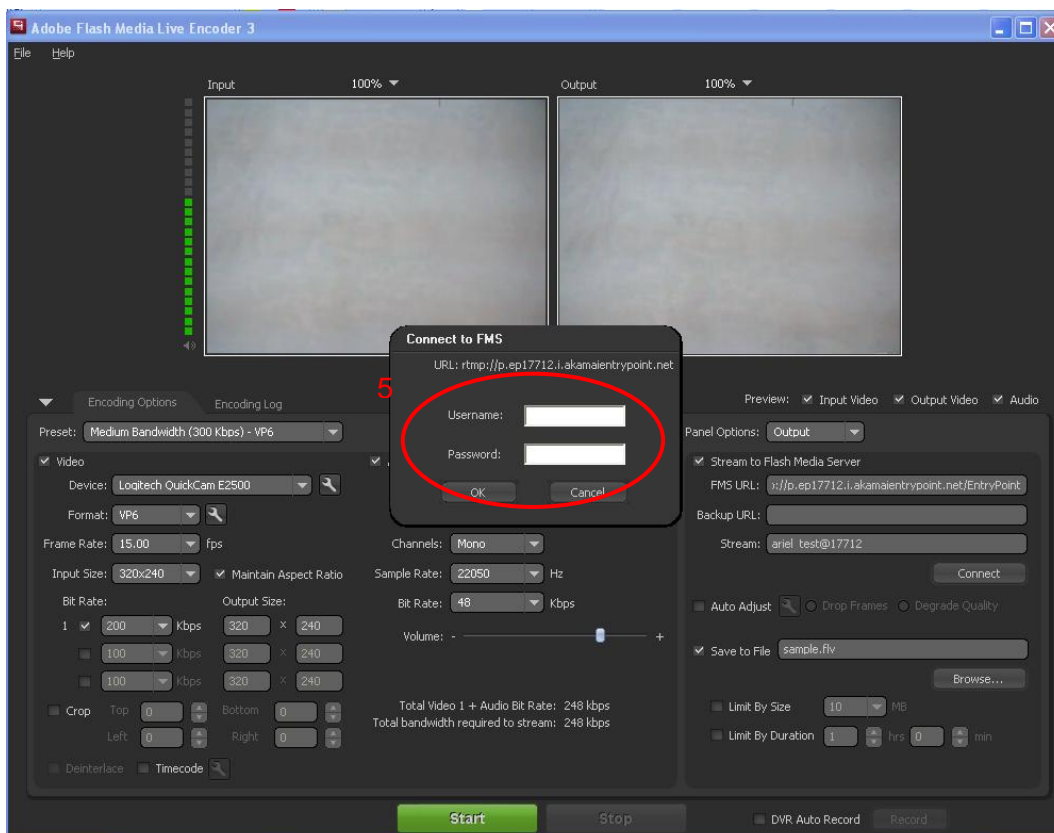 Adobe Flash Media Live Encoder 3
File Help
Input 100% Output 100%
Connect to FMS
URL: rtmp://p.ep17712.i.akamaientrypoint.net
5
Username:
Password:
OK Cancel
Encoding Options Encoding Log
Preview: Input Video Output Video Audio
Preset: Medium Bandwidth (300 Kbps) - VP6
Panel Options: Output
Video
Device: Logitech QuickCam E2500
Format: VP6
Frame Rate: 15.00 fps
Input Size: 320x240 Maintain Aspect Ratio
Bit Rate: Output Size:
1 200 Kbps 320 x 240
100 Kbps 320 x 240
100 Kbps 320 x 240
Crop Top 0 Bottom 0
Left 0 Right 0
Deinterlace Timecode
Channels: Mono
Sample Rate: 22050 Hz
Bit Rate: 48 Kbps
Volume: - +
Total Video 1 + Audio Bit Rate: 248 kbps
Total bandwidth required to stream: 248 kbps
Stream to Flash Media Server
FMS URL: ://p.ep17712.i.akamaientrypoint.net/EntryPoint
Backup URL:
Stream: ariel test@17712
Connect
Auto Adjust Drop Frames Degrade Quality
Save to File sample.flv
Browse...
Limit By Size 10 MB
Limit By Duration 1 hrs 0 min
Start Stop
DVR Auto Record Record